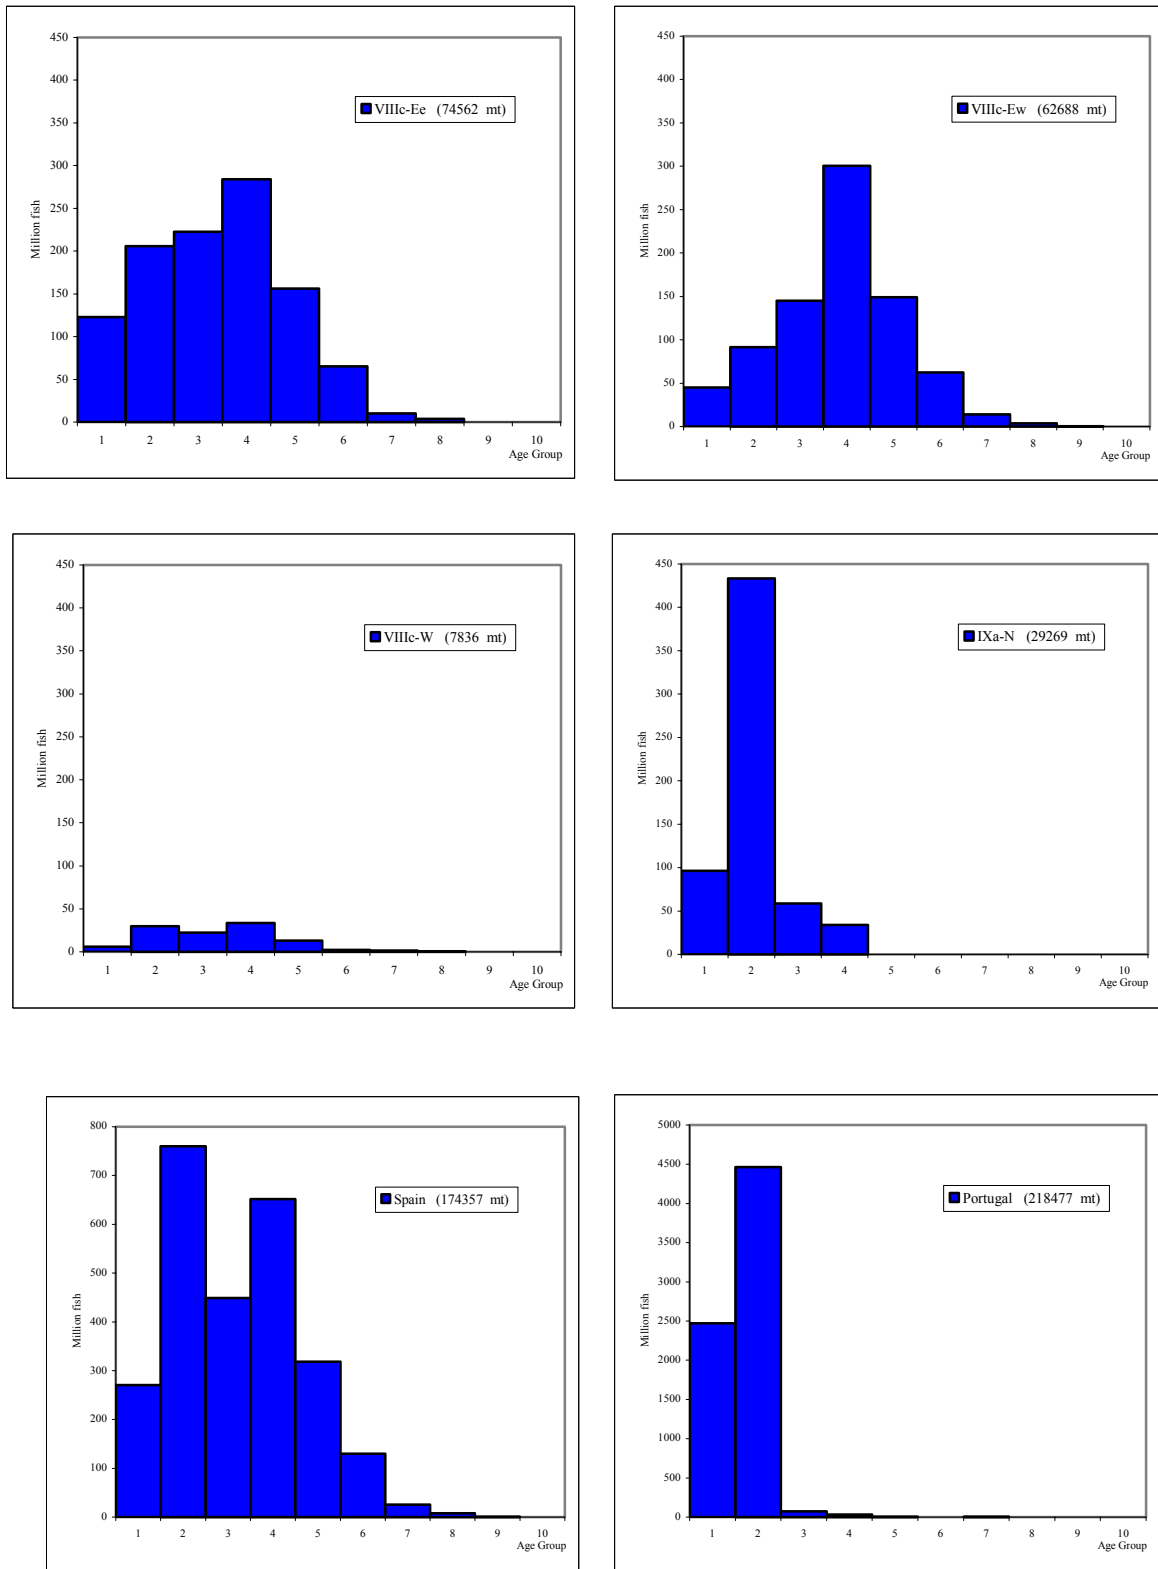 450
400
350
300
250
200
150
100
50
0
Million fish
VIIIc-Ee (74562 mt)
1 2 3 4 5 6 7 8 9 10
Age Group
450
400
350
300
250
200
150
100
50
0
Million fish
VIIIc-Ew (62688 mt)
1 2 3 4 5 6 7 8 9 10
Age Group
450
400
350
300
250
200
150
100
50
0
Million fish
VIIIc-W (7836 mt)
1 2 3 4 5 6 7 8 9 10
Age Group
450
400
350
300
250
200
150
100
50
0
Million fish
IXa-N (29269 mt)
1 2 3 4 5 6 7 8 9 10
Age Group
800
700
600
500
400
300
200
100
0
Million fish
Spain (174357 mt)
1 2 3 4 5 6 7 8 9 10
Age Group
5000
4500
4000
3500
3000
2500
2000
1500
1000
500
0
Million fish
Portugal (218477 mt)
1 2 3 4 5 6 7 8 9 10
Age Group